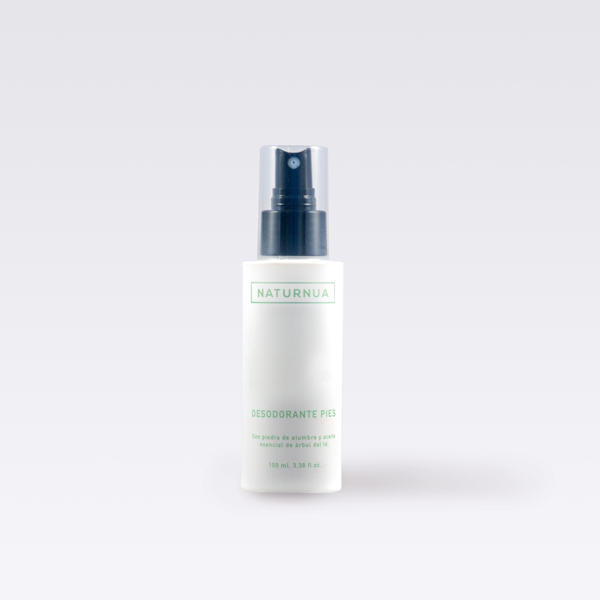 NATURNUA
DESODORANTE PIES
Con piedra de alumbre y aceite
esencial de árbol del té.
100 ml. 3,38 fl oz.